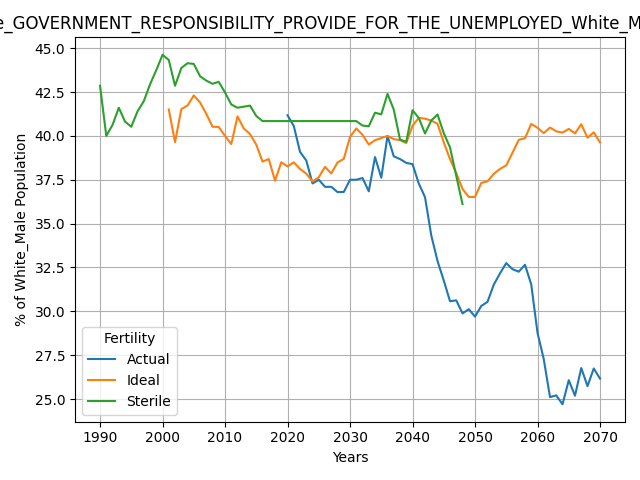 e_GOVERNMENT_RESPONSIBILITY_PROVIDE_FOR_THE_UNEMPLOYED_White_M
% of White_Male Population
45.0
42.5
40.0
37.5
35.0
32.5
30.0
27.5
25.0
Fertility
Actual
Ideal
Sterile
1990 2000 2010 2020 2030 2040 2050 2060 2070
Years